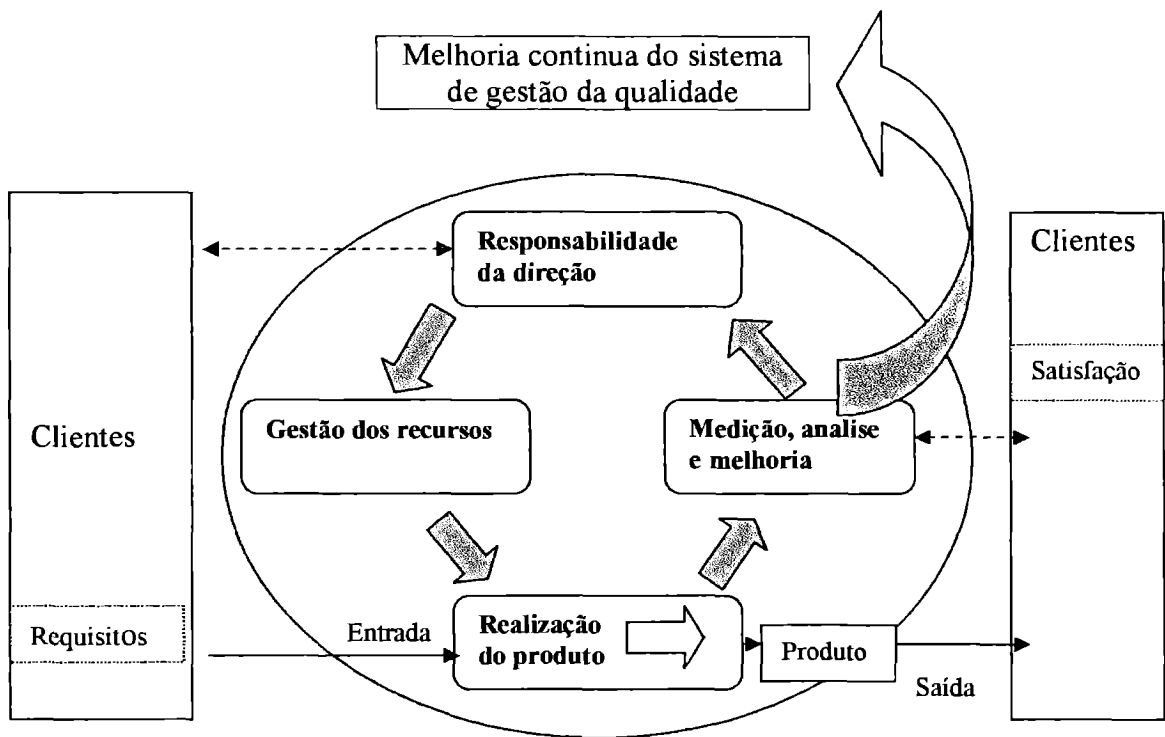 Melhoria continua do sistema
de gestão da qualidade
Responsabilidade
da direção
Clientes
Satisfação
Clientes
Gestão dos recursos
Medição, analise
e melhoria
Requisitos
Entrada
Realização
do produto
Produto
Saída